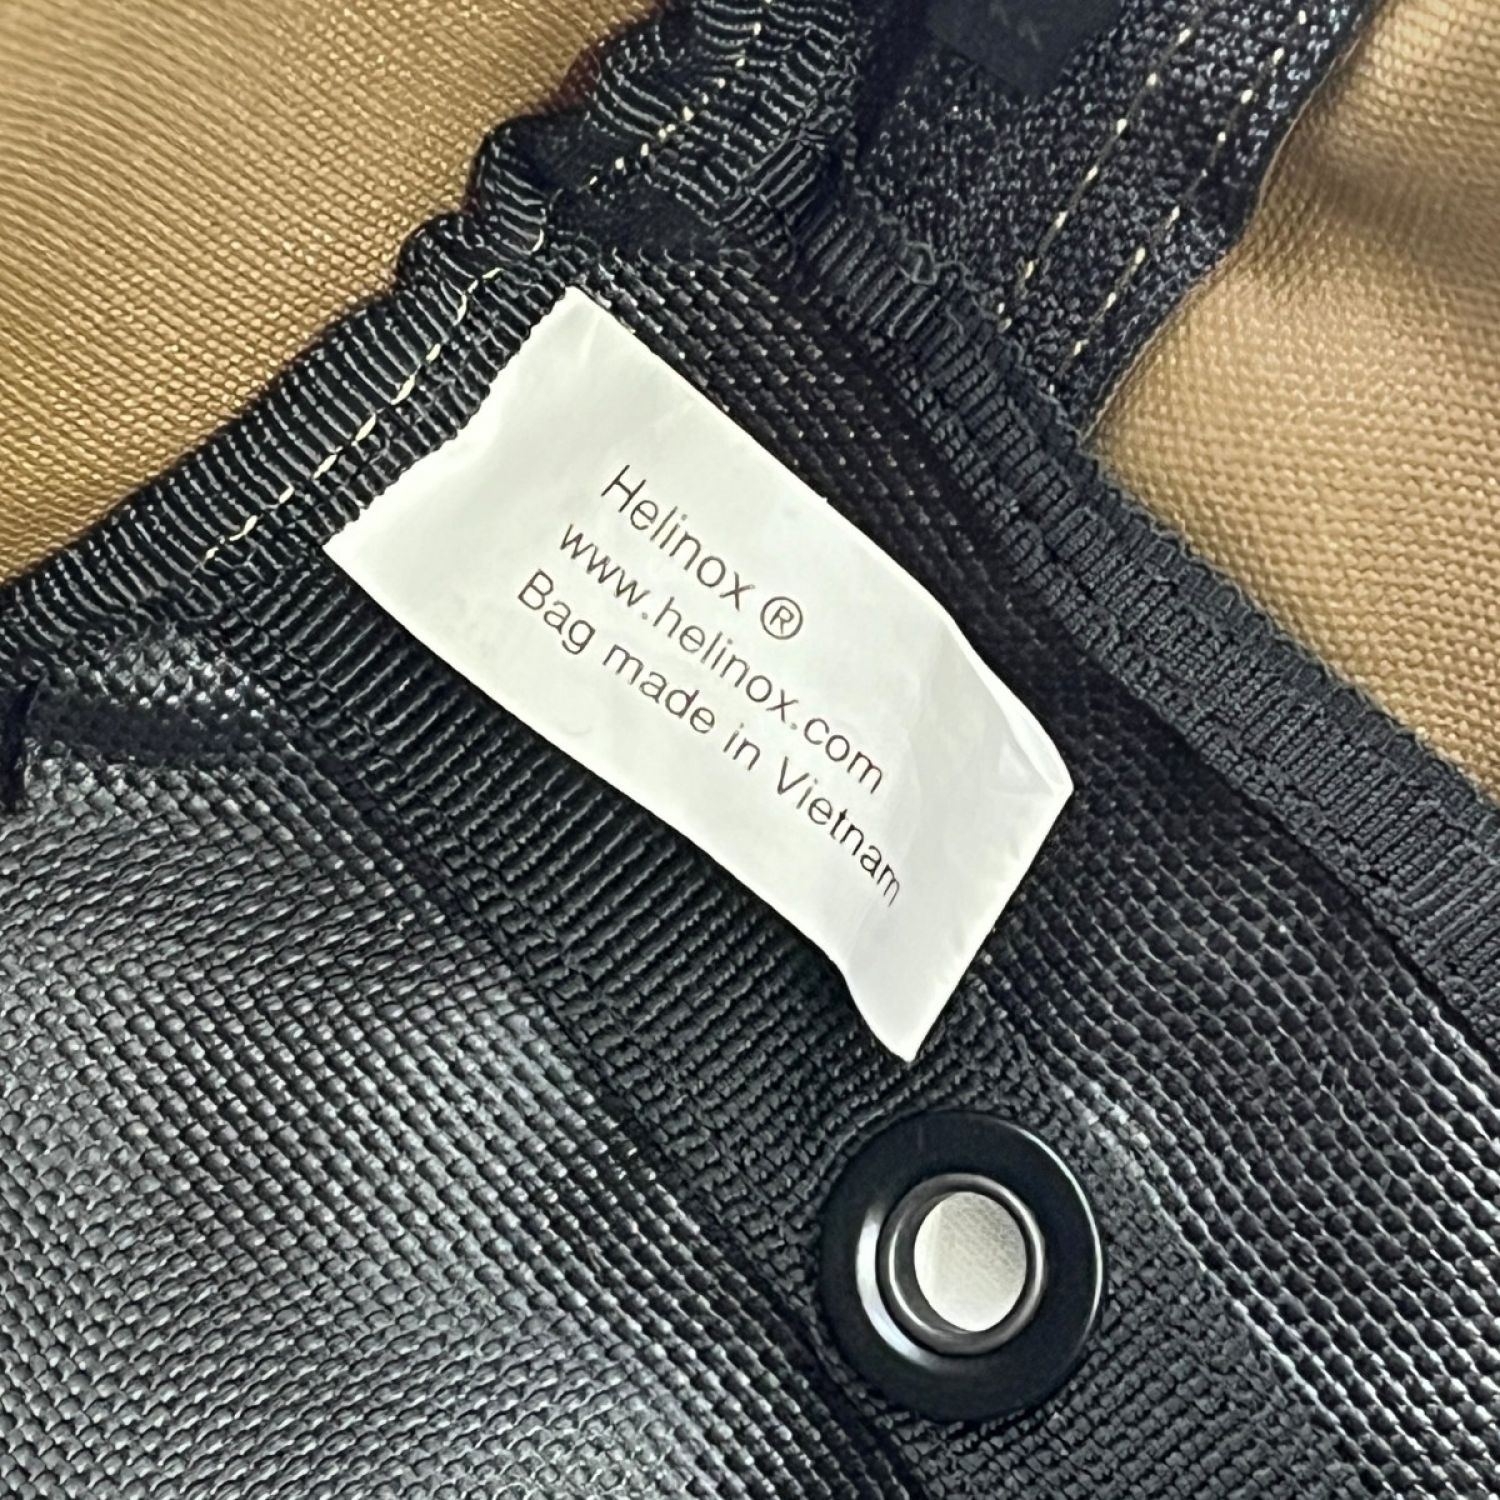 Helinox ®
www.helinox.com
Bag made in Vietnam